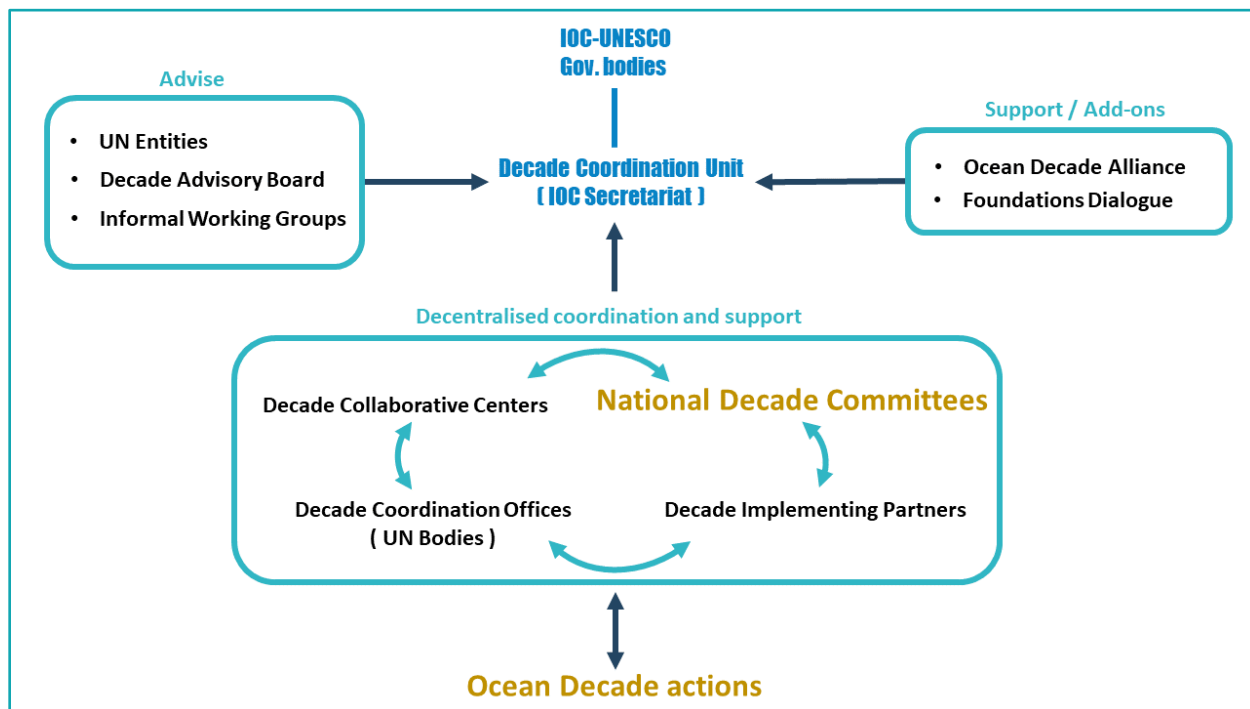 IOC-UNESCO
Gov. bodies
Advise
• UN Entities
• Decade Advisory Board
• Informal Working Groups
Decade Coordination Unit
( IOC Secretariat )
Support / Add-ons
• Ocean Decade Alliance
• Foundations Dialogue
Decentralised coordination and support
Decade Collaborative Centers
National Decade Committees
Decade Coordination Offices
( UN Bodies )
Decade Implementing Partners
Ocean Decade actions